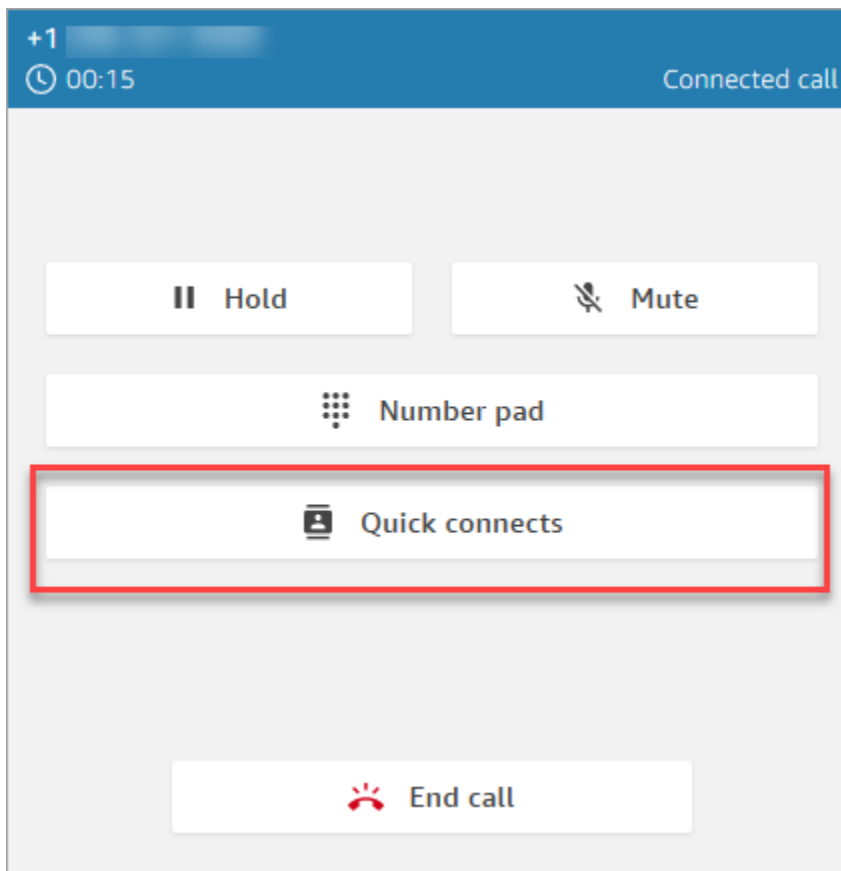 +1
00:15
Connected call
Hold
Mute
Number pad
Quick connects
End call